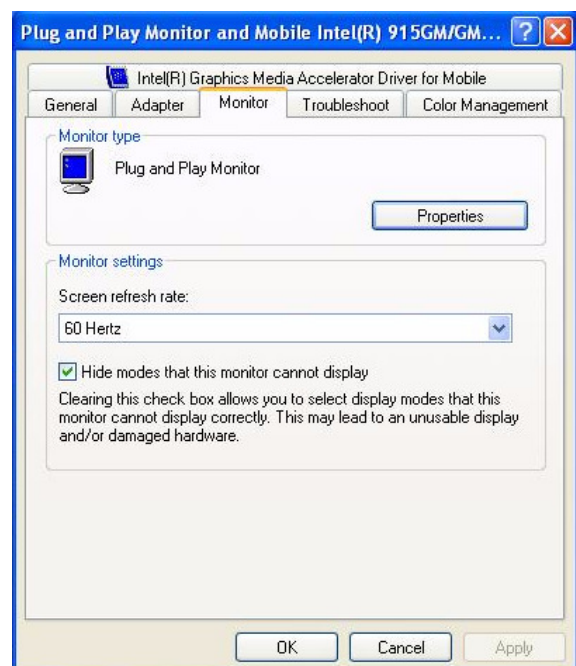 Plug and Play Monitor and Mobile Intel(R) 915GM/GM...
Intel(R) Graphics Media Accelerator Driver for Mobile
General Adapter Monitor Troubleshoot Color Management
Monitor type
Plug and Play Monitor
Properties
Monitor settings
Screen refresh rate:
60 Hertz
Hide modes that this monitor cannot display
Clearing this check box allows you to select display modes that this
monitor cannot display correctly. This may lead to an unusable display
and/or damaged hardware.
OK Cancel Apply